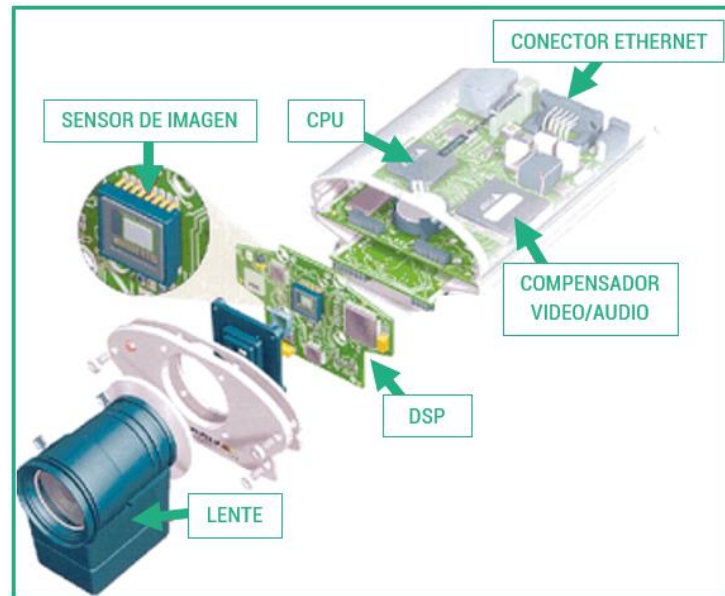 CONECTOR ETHERNET
SENSOR DE IMAGEN
CPU
COMPENSADOR
VIDEO/AUDIO
DSP
LENTE